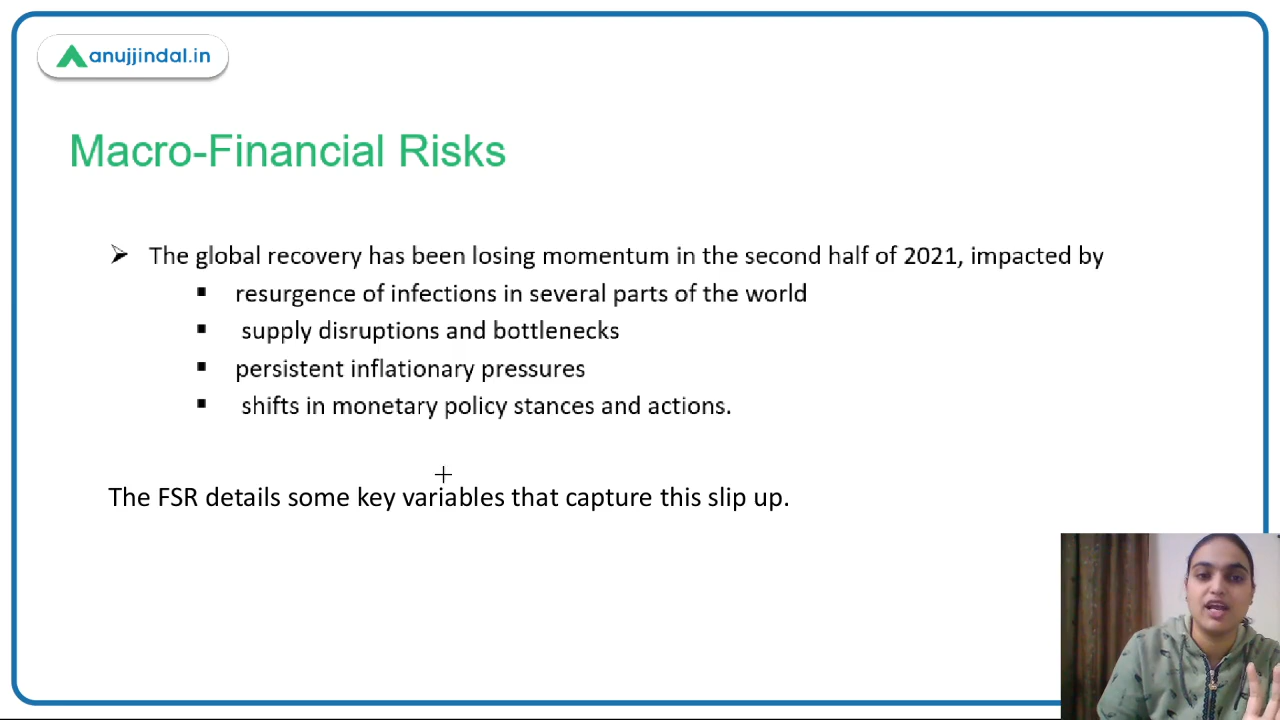 anujjindal.in
Macro-Financial Risks
➢ The global recovery has been losing momentum in the second half of 2021, impacted by
▪ resurgence of infections in several parts of the world
▪ supply disruptions and bottlenecks
▪ persistent inflationary pressures
▪ shifts in monetary policy stances and actions.
The FSR details some key variables that capture this slip up.